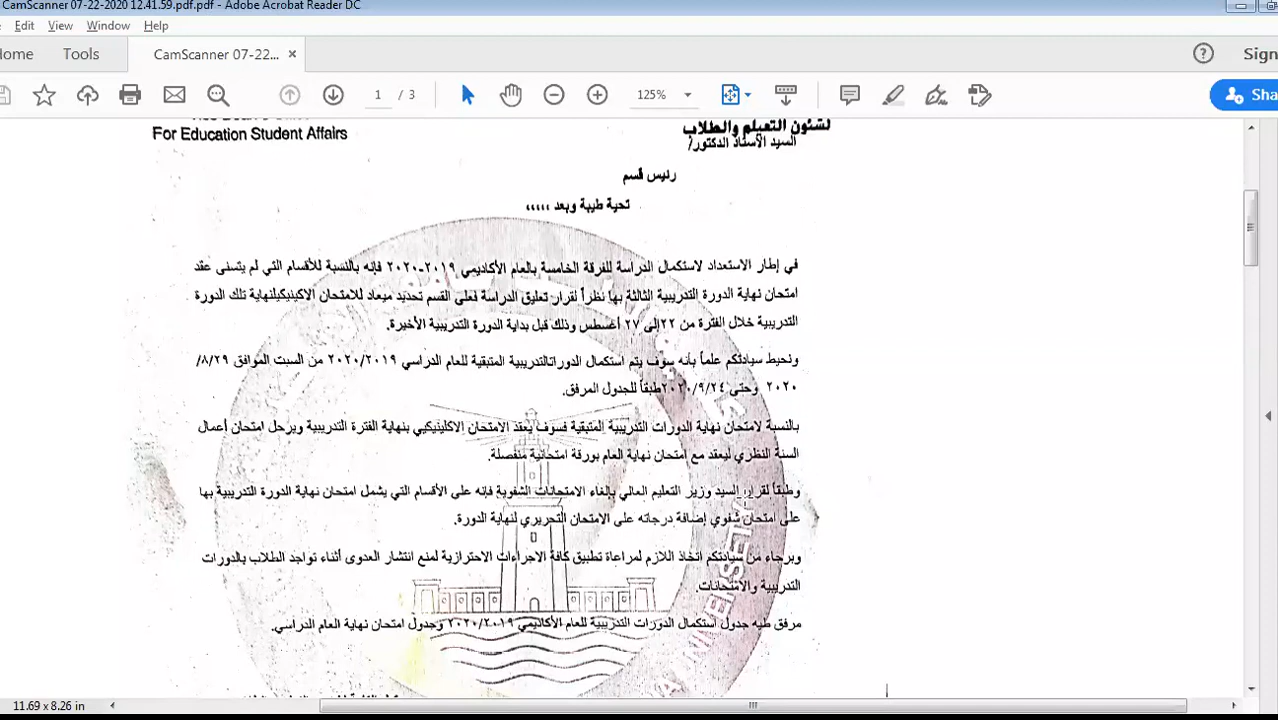 CamScanner 07-22-2020 12.41.59.pdf.pdf - Adobe Acrobat Reader DC
Edit View Window Help
Home Tools CamScanner 07-22... × Sign
1 / 3 125% Sha
For Education Student Affairs
لشئون التعيلم والطلاب
السيد الأستاذ الدكتور/
رئيس قسم
تحية طيبة وبعد ،،،،،
في إطار الاستعداد لاستكمال الدراسة للفرقة الخامسة بالعام الأكاديمي ٢٠١٩-٢٠٢٠ فإنه بالنسبة للأقسام التي لم يتسنى عقد
امتحان نهاية الدورة التدريبية الثالثة بها نظراً لقرار تعليق الدراسة فعلى القسم تحديد ميعاد للامتحان الاكينيكيلنهاية تلك الدورة
التدريبية خلال الفترة من ٢٢إلى ٢٧ أغسطس وذلك قبل بداية الدورة التدريبية الأخيرة.
ونحيط سيادتكم علماً بأنه سوف يتم استكمال الدوراتالتدريبية المتبقية للعام الدراسي ٢٠٢٠/٢٠١٩ من السبت الموافق ٨/٢٩/
٢٠٢٠ وحتى ٢٠٢٠/٩/٢٤طبقاً للجدول المرفق.
بالنسبة لامتحان نهاية الدورات التدريبية المتبقية فسوف يعقد الامتحان الاكلينيكيي بنهاية الفترة التدريبية ويرحل امتحان أعمال
السنة النظري ليعقد مع امتحان نهاية العام بورقة امتحانية منفصلة.
وطبقاً لقرار السيد وزير التعليم العالي بإلغاء الامتحانات الشفوية فإنه على الأقسام التي يشمل امتحان نهاية الدورة التدريبية بها
على امتحان شفوي إضافة درجاته على الامتحان التحريري لنهاية الدورة.
وبرجاء من سيادتكم اتخاذ اللازم لمراعاة تطبيق كافة الاجراءات الاحترازية لمنع انتشار العدوى أثناء تواجد الطلاب بالدورات
التدريبية والامتحانات.
مرفق طيه جدول استكمال الدورات التدريبية للعام الأكاديمي ٢٠٢٠/٢٠١٩ وجدول امتحان نهاية العام الدراسي.
11.69 x 8.26 in